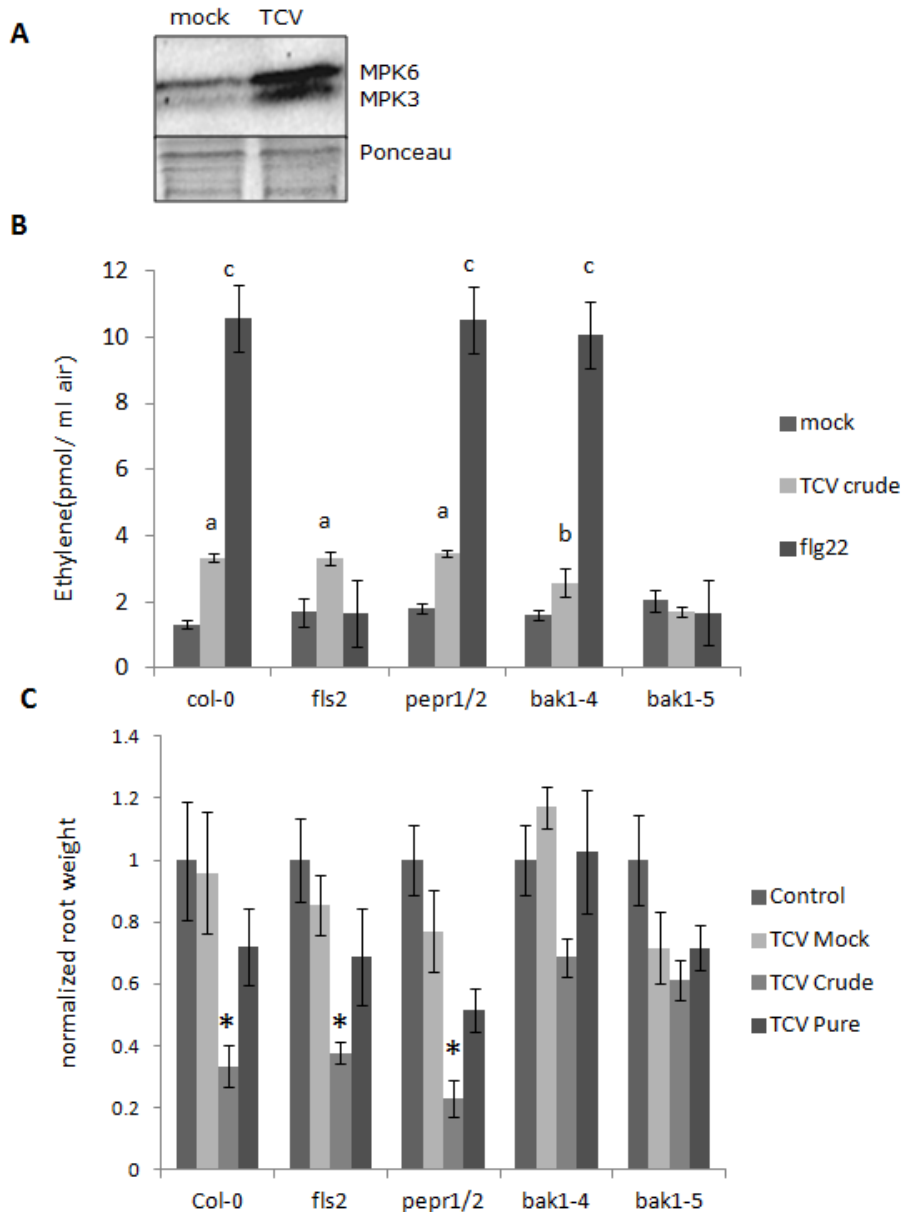 A
mock TCV
MPK6
MPK3
Ponceau
B
Ethylene(pmol/ ml air)
12
10
8
6
4
2
0
c
a
a
c
a
c
b
mock
TCV crude
flg22
col-0 fls2 pepr1/2 bak1-4 bak1-5
C
normalized root weight
1.4
1.2
1
0.8
0.6
0.4
0.2
0
*
*
*
Control
TCV Mock
TCV Crude
TCV Pure
Col-0 fls2 pepr1/2 bak1-4 bak1-5